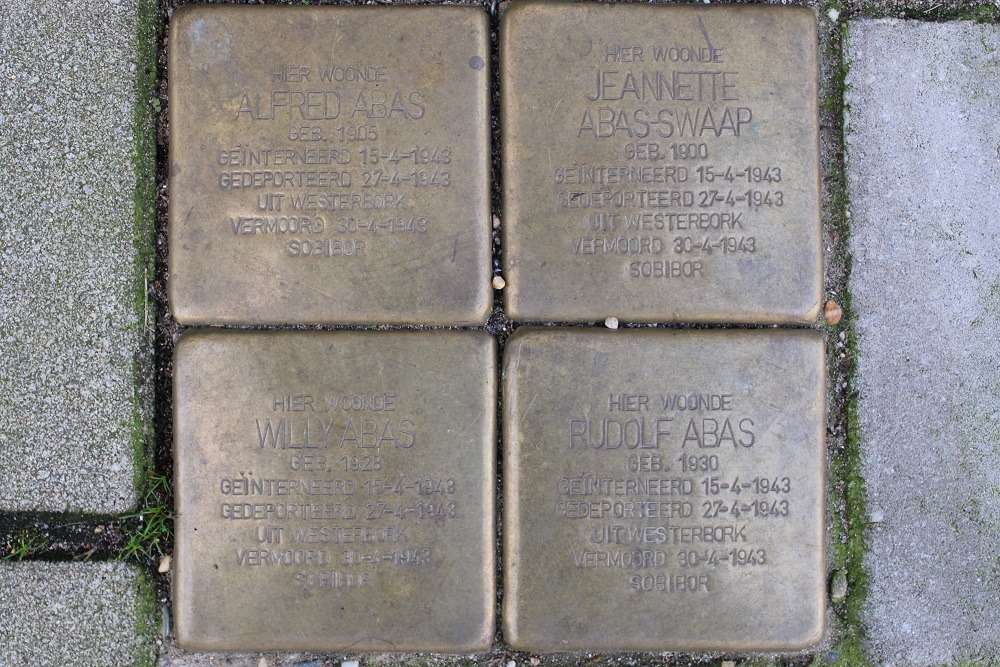 HIER WOONDE
ALFRED ABAS
GEB. 1905
GEÏNTERNEERD 15-4-1943
GEDEPORTEERD 27-4-1943
UIT WESTERBORK
VERMOORD 30-4-1943
SOBIBOR
HIER WOONDE
JEANNETTE
ABAS-SWAAP
GEB. 1900
GEÏNTERNEERD 15-4-1943
GEDEPORTEERD 27-4-1943
UIT WESTERBORK
VERMOORD 30-4-1943
SOBIBOR
HIER WOONDE
WILLY ABAS
GEB. 1928
GEÏNTERNEERD 15-4-1943
GEDEPORTEERD 27-4-1943
UIT WESTERBORK
VERMOORD 30-4-1943
SOBIBOR
HIER WOONDE
RUDOLF ABAS
GEB. 1930
GEÏNTERNEERD 15-4-1943
GEDEPORTEERD 27-4-1943
UIT WESTERBORK
VERMOORD 30-4-1943
SOBIBOR